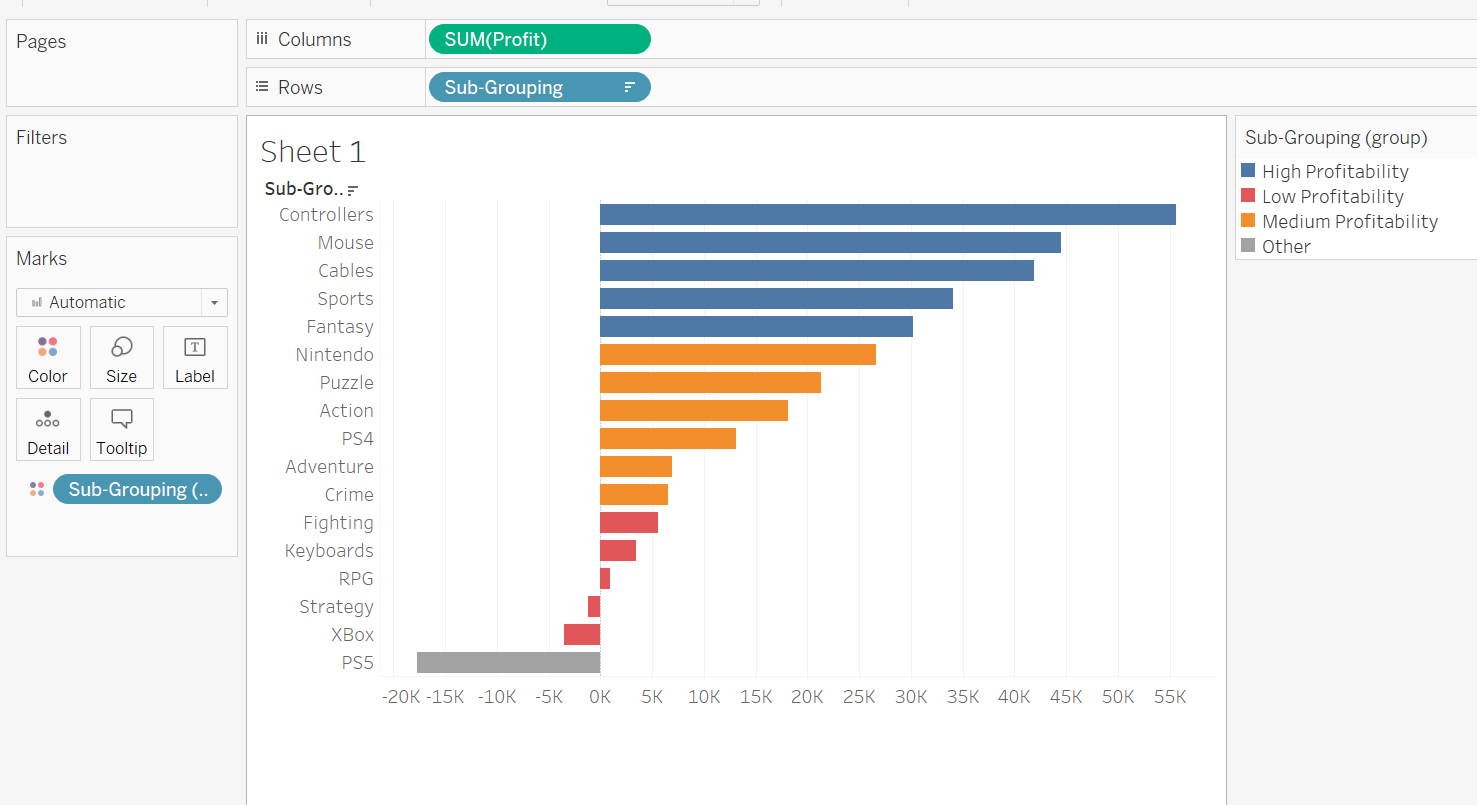 Pages
Columns
SUM(Profit)
Rows
Sub-Grouping
Filters
Marks
Automatic
Color
Size
T
Label
Detail
Tooltip
Sub-Grouping (..
Sheet 1
Sub-Gro..
Controllers
Mouse
Cables
Sports
Fantasy
Nintendo
Puzzle
Action
PS4
Adventure
Crime
Fighting
Keyboards
RPG
Strategy
XBox
PS5
-20K -15K -10K -5K 0K 5K 10K 15K 20K 25K 30K 35K 40K 45K 50K 55K
Sub-Grouping (group)
High Profitability
Low Profitability
Medium Profitability
Other